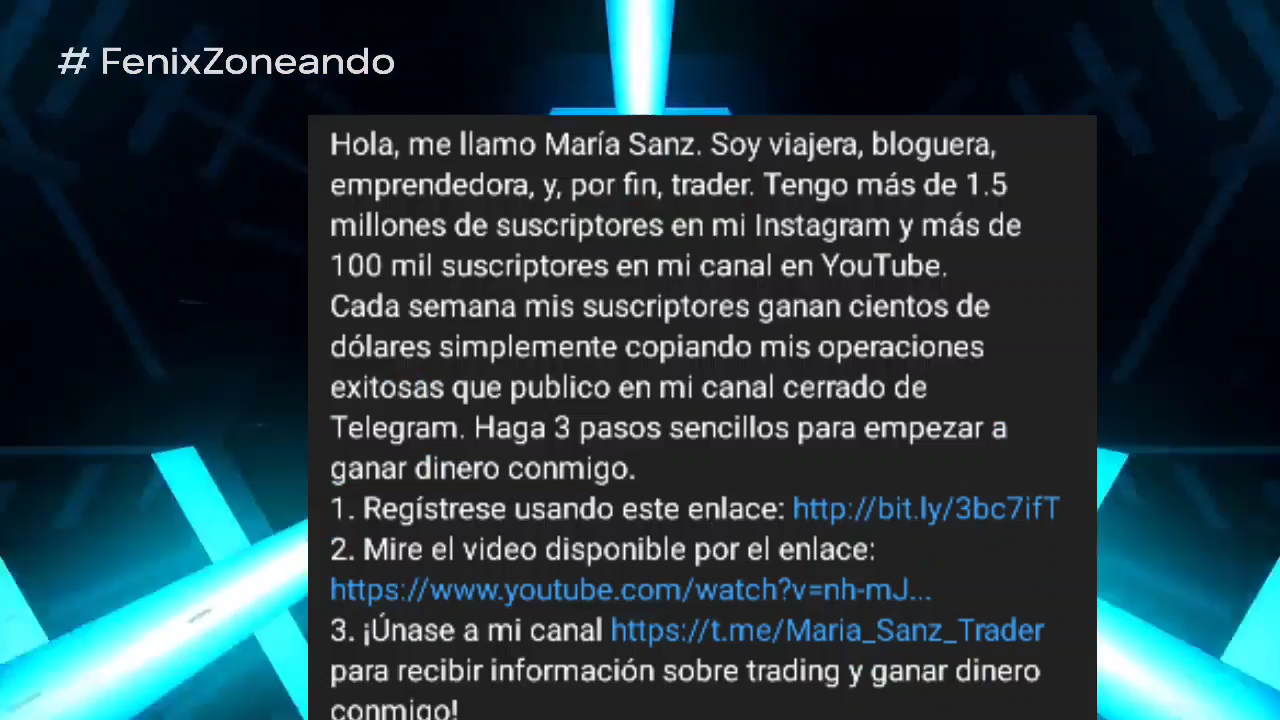 # FenixZoneando
Hola, me llamo María Sanz. Soy viajera, bloguera,
emprendedora, y, por fin, trader. Tengo más de 1.5
millones de suscriptores en mi Instagram y más de
100 mil suscriptores en mi canal en YouTube.
Cada semana mis suscriptores ganan cientos de
dólares simplemente copiando mis operaciones
exitosas que publico en mi canal cerrado de
Telegram. Haga 3 pasos sencillos para empezar a
ganar dinero conmigo.
1. Regístrese usando este enlace: http://bit.ly/3bc7ifT
2. Mire el video disponible por el enlace:
https://www.youtube.com/watch?v=nh-mJ...
3. ¡Únase a mi canal https://t.me/Maria_Sanz_Trader
para recibir información sobre trading y ganar dinero
conmigo!